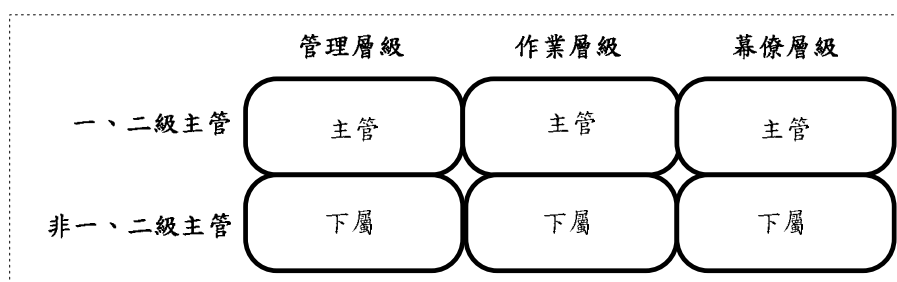 管理層級 作業層級 幕僚層級
一、二級主管 主管 主管 主管
非一、二級主管 下屬 下屬 下屬